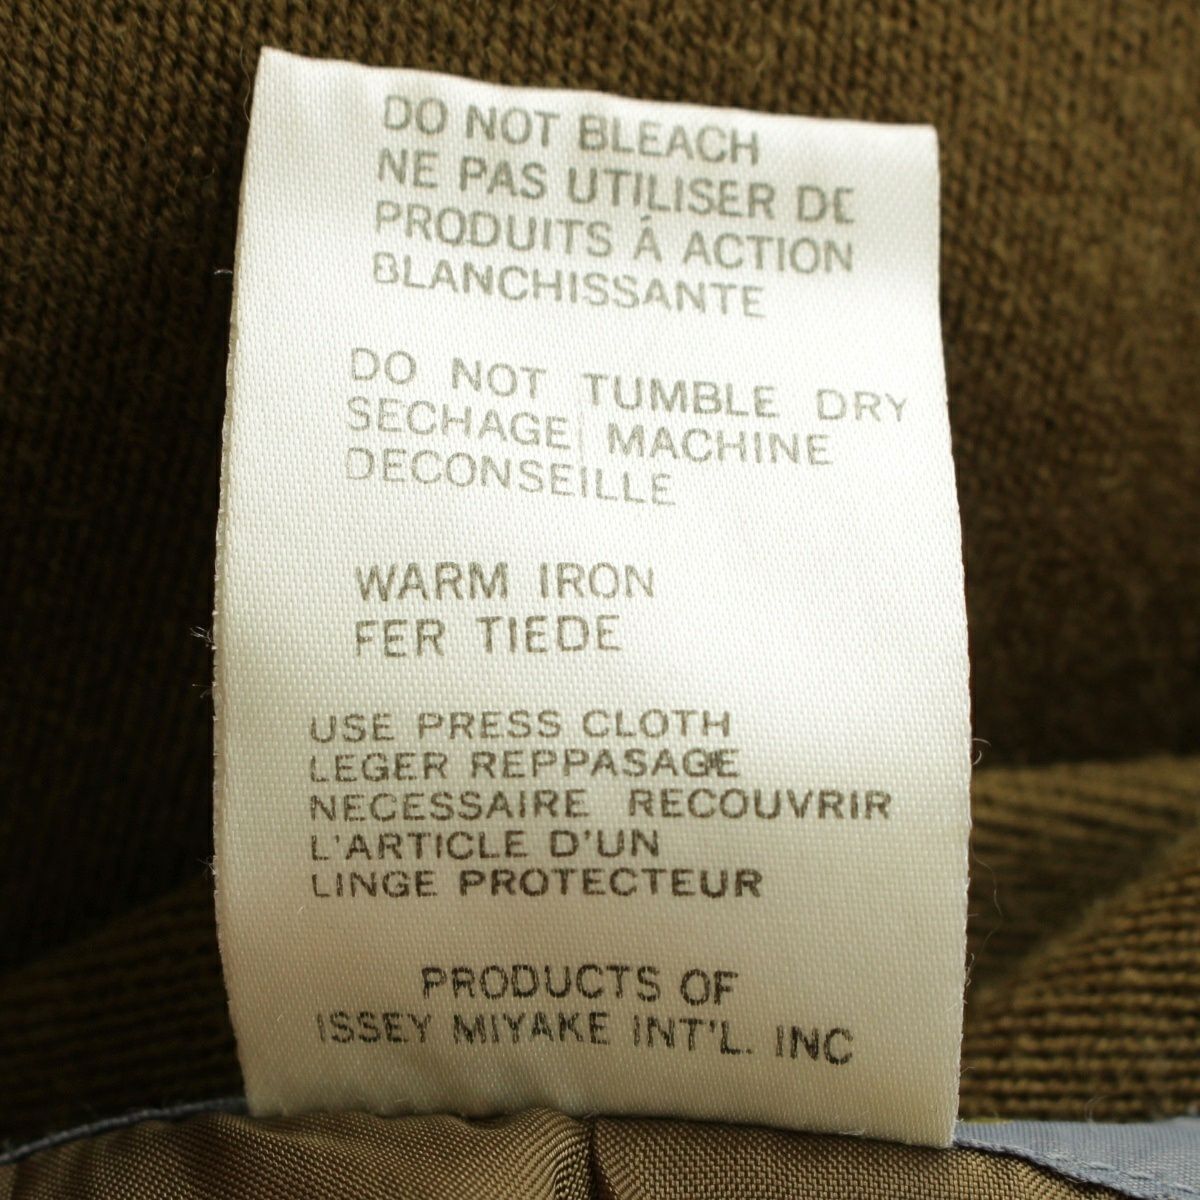 DO NOT BLEACH
NE PAS UTILISER DE
PRODUITS À ACTION
BLANCHISSANTE
DO NOT TUMBLE DRY
SECHAGE MACHINE
DECONSEILLE
WARM IRON
FER TIEDE
USE PRESS CLOTH
LEGER REPPASAGE
NECESSAIRE RECOUVRIR
L'ARTICLE D'UN
LINGE PROTECTEUR
PRODUCTS OF
ISSEY MIYAKE INT'L. INC